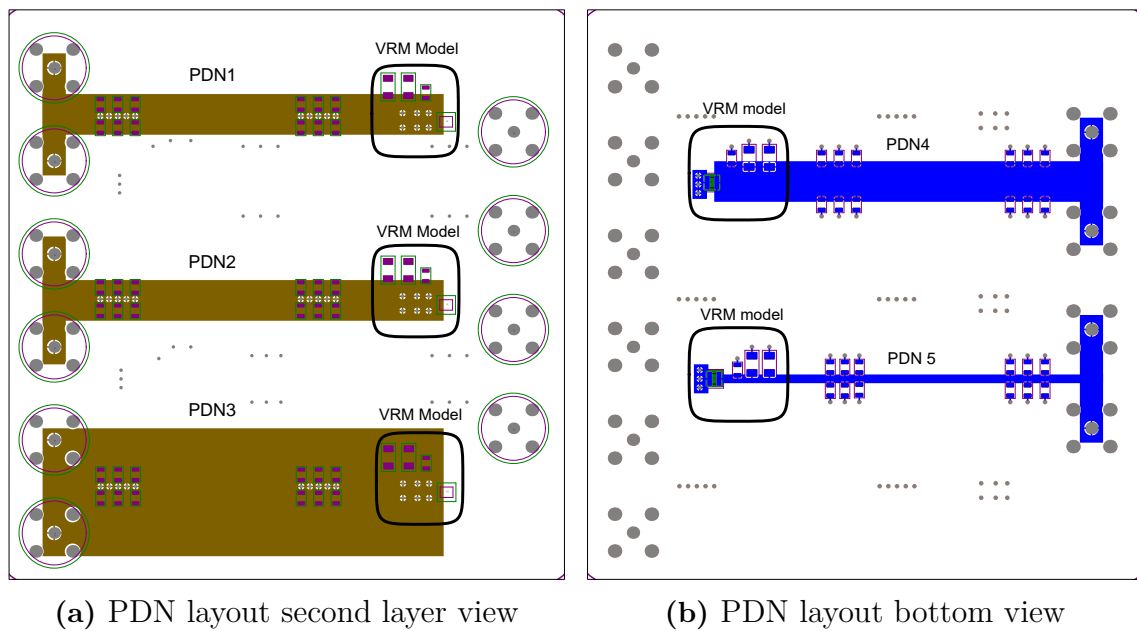 VRM Model
PDN1
VRM Model
PDN2
VRM Model
PDN3
VRM model
PDN4
VRM model
PDN 5
(a) PDN layout second layer view
(b) PDN layout bottom view